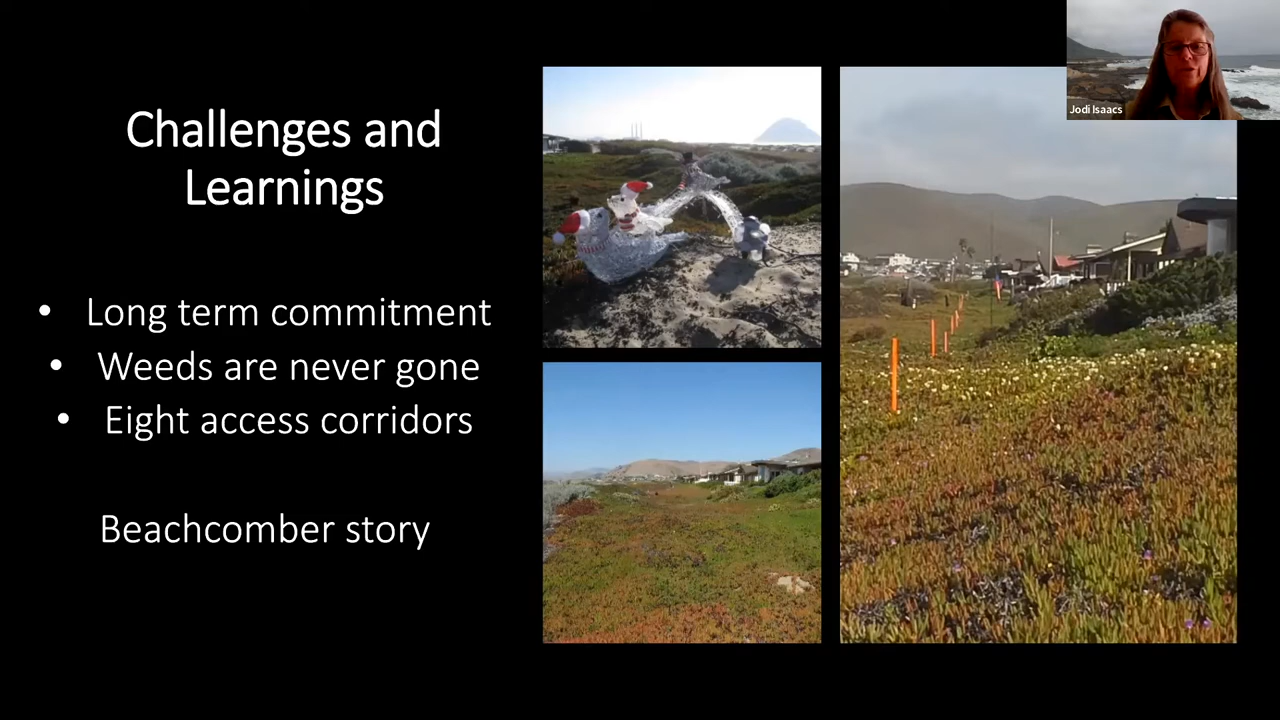 Challenges and
Learnings
• Long term commitment
• Weeds are never gone
• Eight access corridors
Beachcomber story
Jodi Isaacs